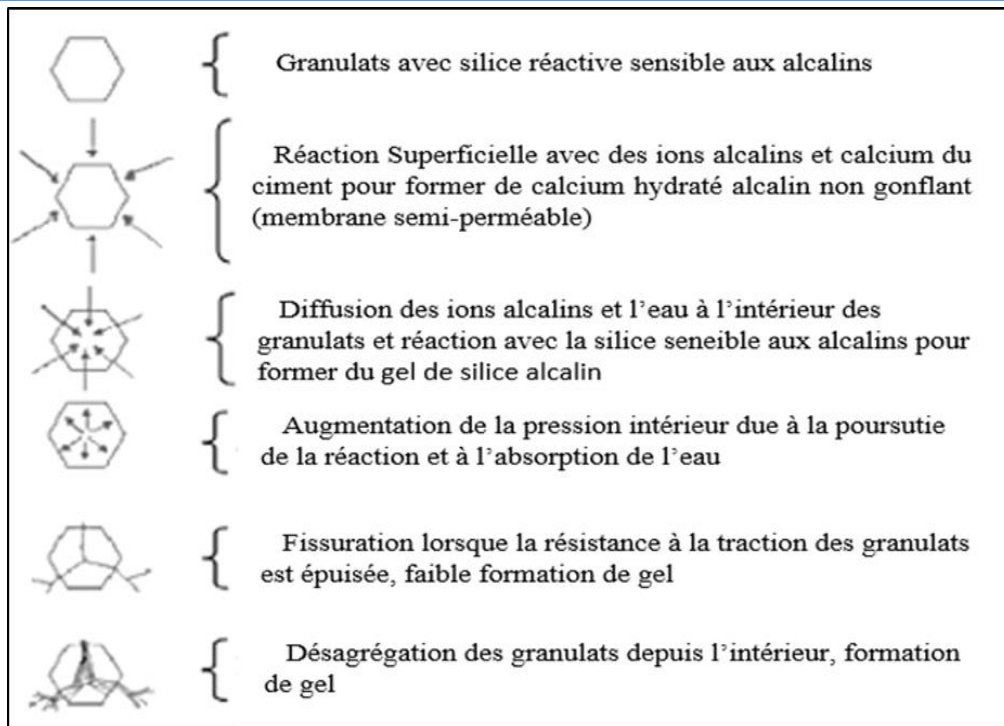 Granulats avec silice réactive sensible aux alcalins
Réaction Superficielle avec des ions alcalins et calcium du
ciment pour former de calcium hydraté alcalin non gonflant
(membrane semi-perméable)
Diffusion des ions alcalins et l’eau à l’intérieur des
granulats et réaction avec la silice seneible aux alcalins pour
former du gel de silice alcalin
Augmentation de la pression intérieur due à la poursutie
de la réaction et à l’absorption de l’eau
Fissuration lorsque la résistance à la traction des granulats
est épuisée, faible formation de gel
Désagrégation des granulats depuis l’intérieur, formation
de gel